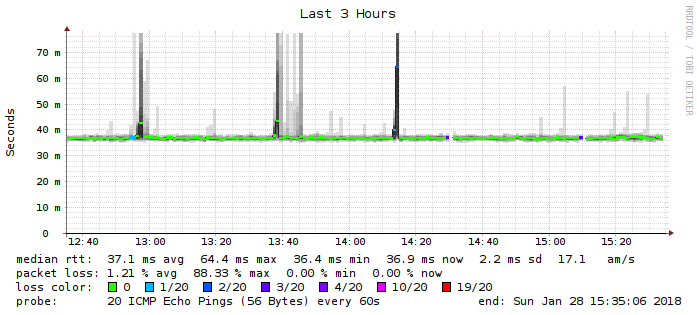 Last 3 Hours
RRDTOOL / TOBI OETIKER
Seconds
70 m
60 m
50 m
40 m
30 m
20 m
10 m
0
12:40 13:00 13:20 13:40 14:00 14:20 14:40 15:00 15:20
median rtt: 37.1 ms avg 64.4 ms max 36.4 ms min 36.9 ms now 2.2 ms sd 17.1 am/s
packet loss: 1.21 % avg 88.33 % max 0.00 % min 0.00 % now
loss color: 0 1/20 2/20 3/20 4/20 10/20 19/20
probe: 20 ICMP Echo Pings (56 Bytes) every 60s end: Sun Jan 28 15:35:06 2018